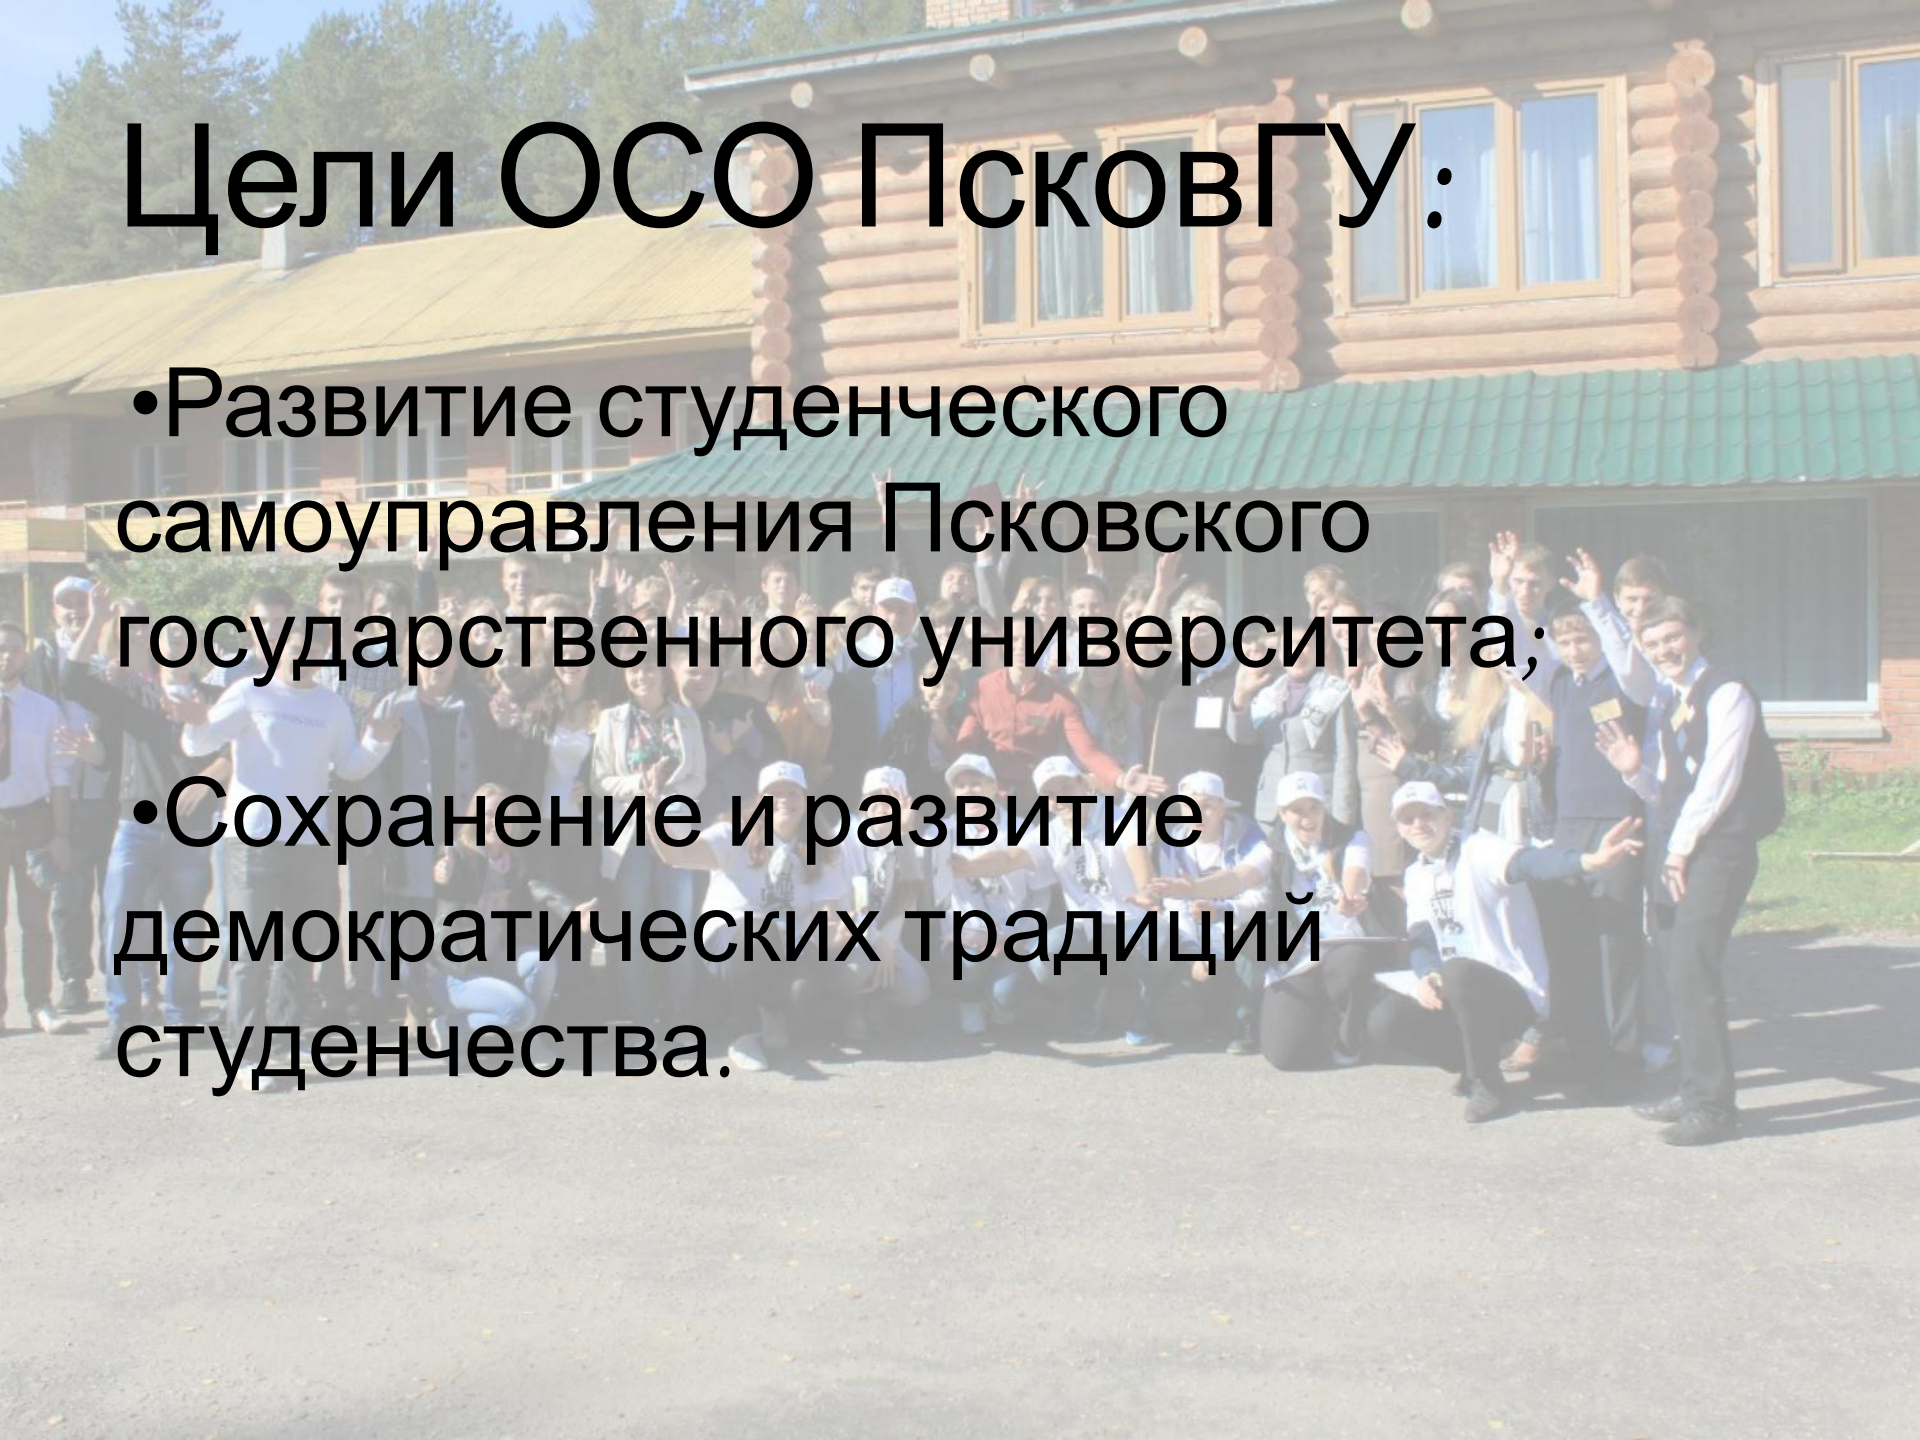 Цели ОСО ПсковГУ:
•Развитие студенческого
самоуправления Псковского
государственного университета;
•Сохранение и развитие
демократических традиций
студенчества.